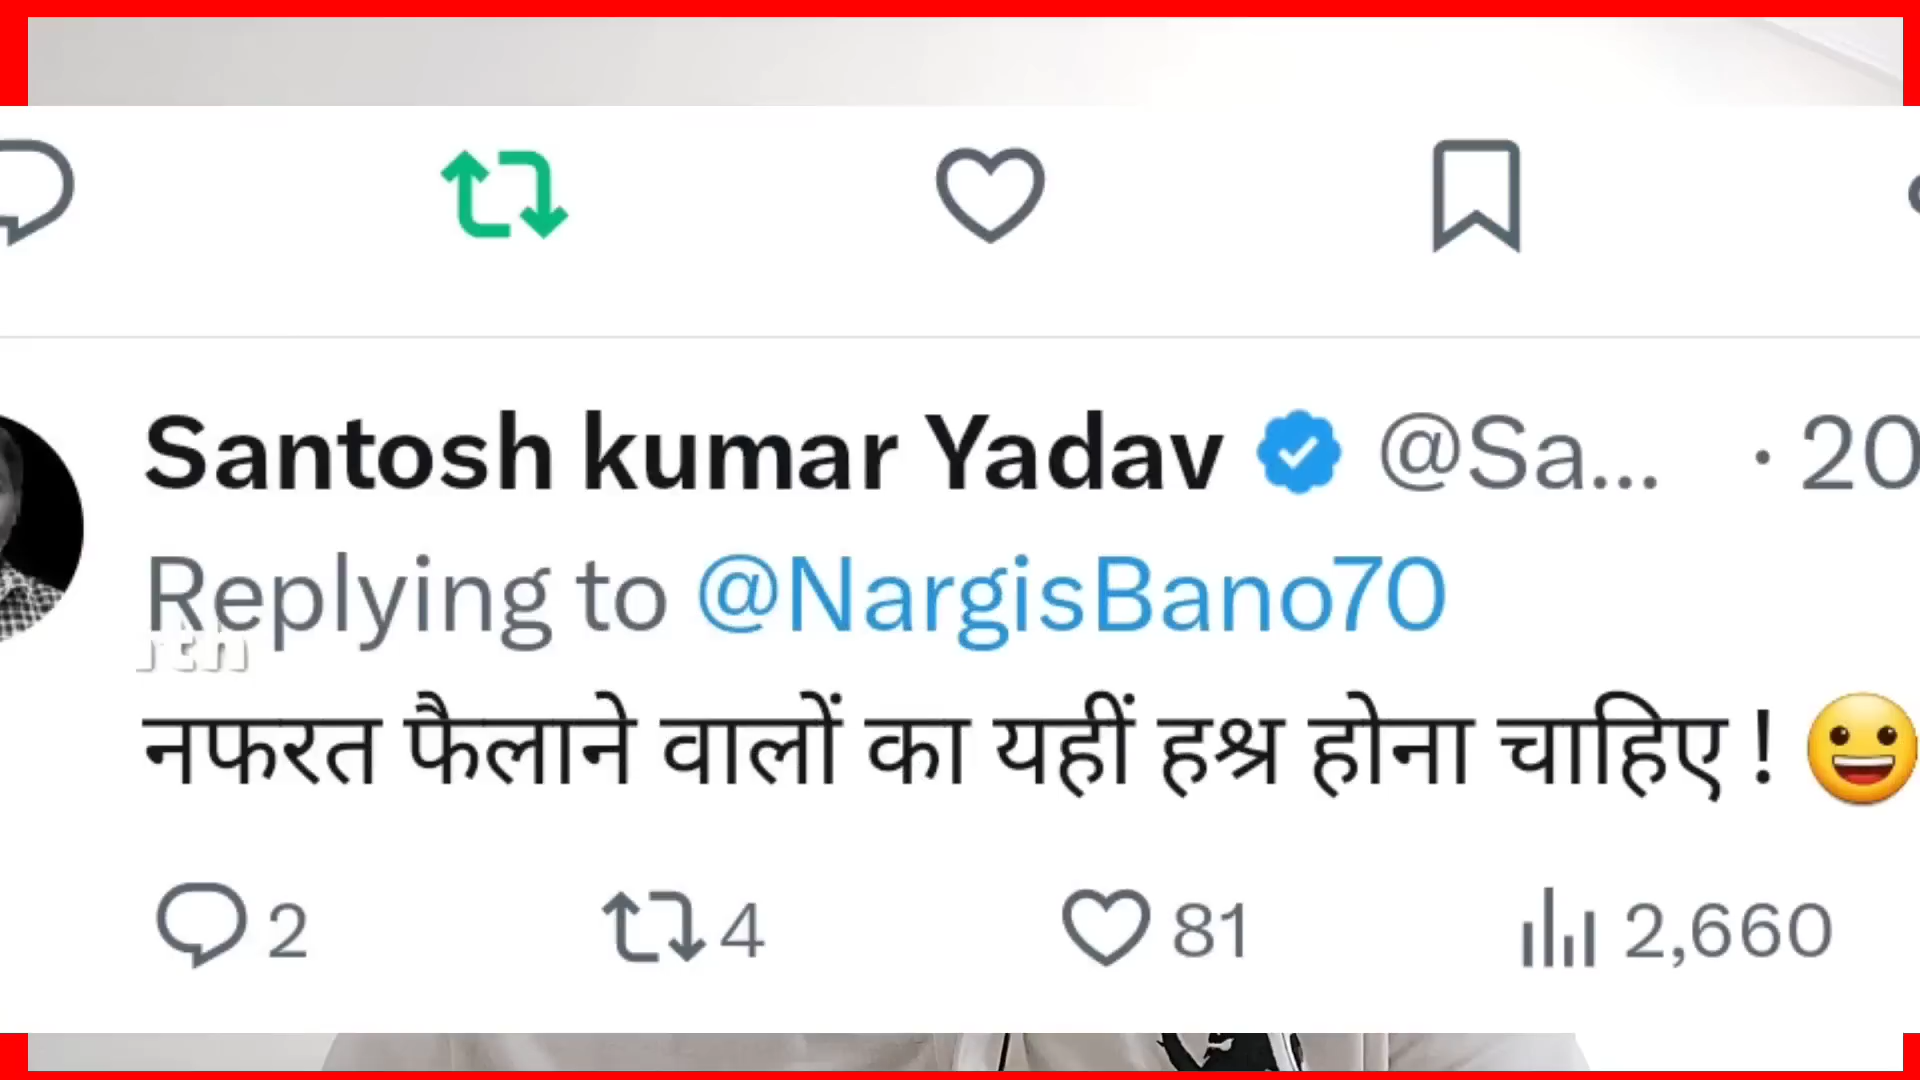 Santosh kumar Yadav @Sa... · 20
Replying to @NargisBano70
नफरत फैलाने वालों का यहीं हश्र होना चाहिए ! 😀
2 4 81 2,660